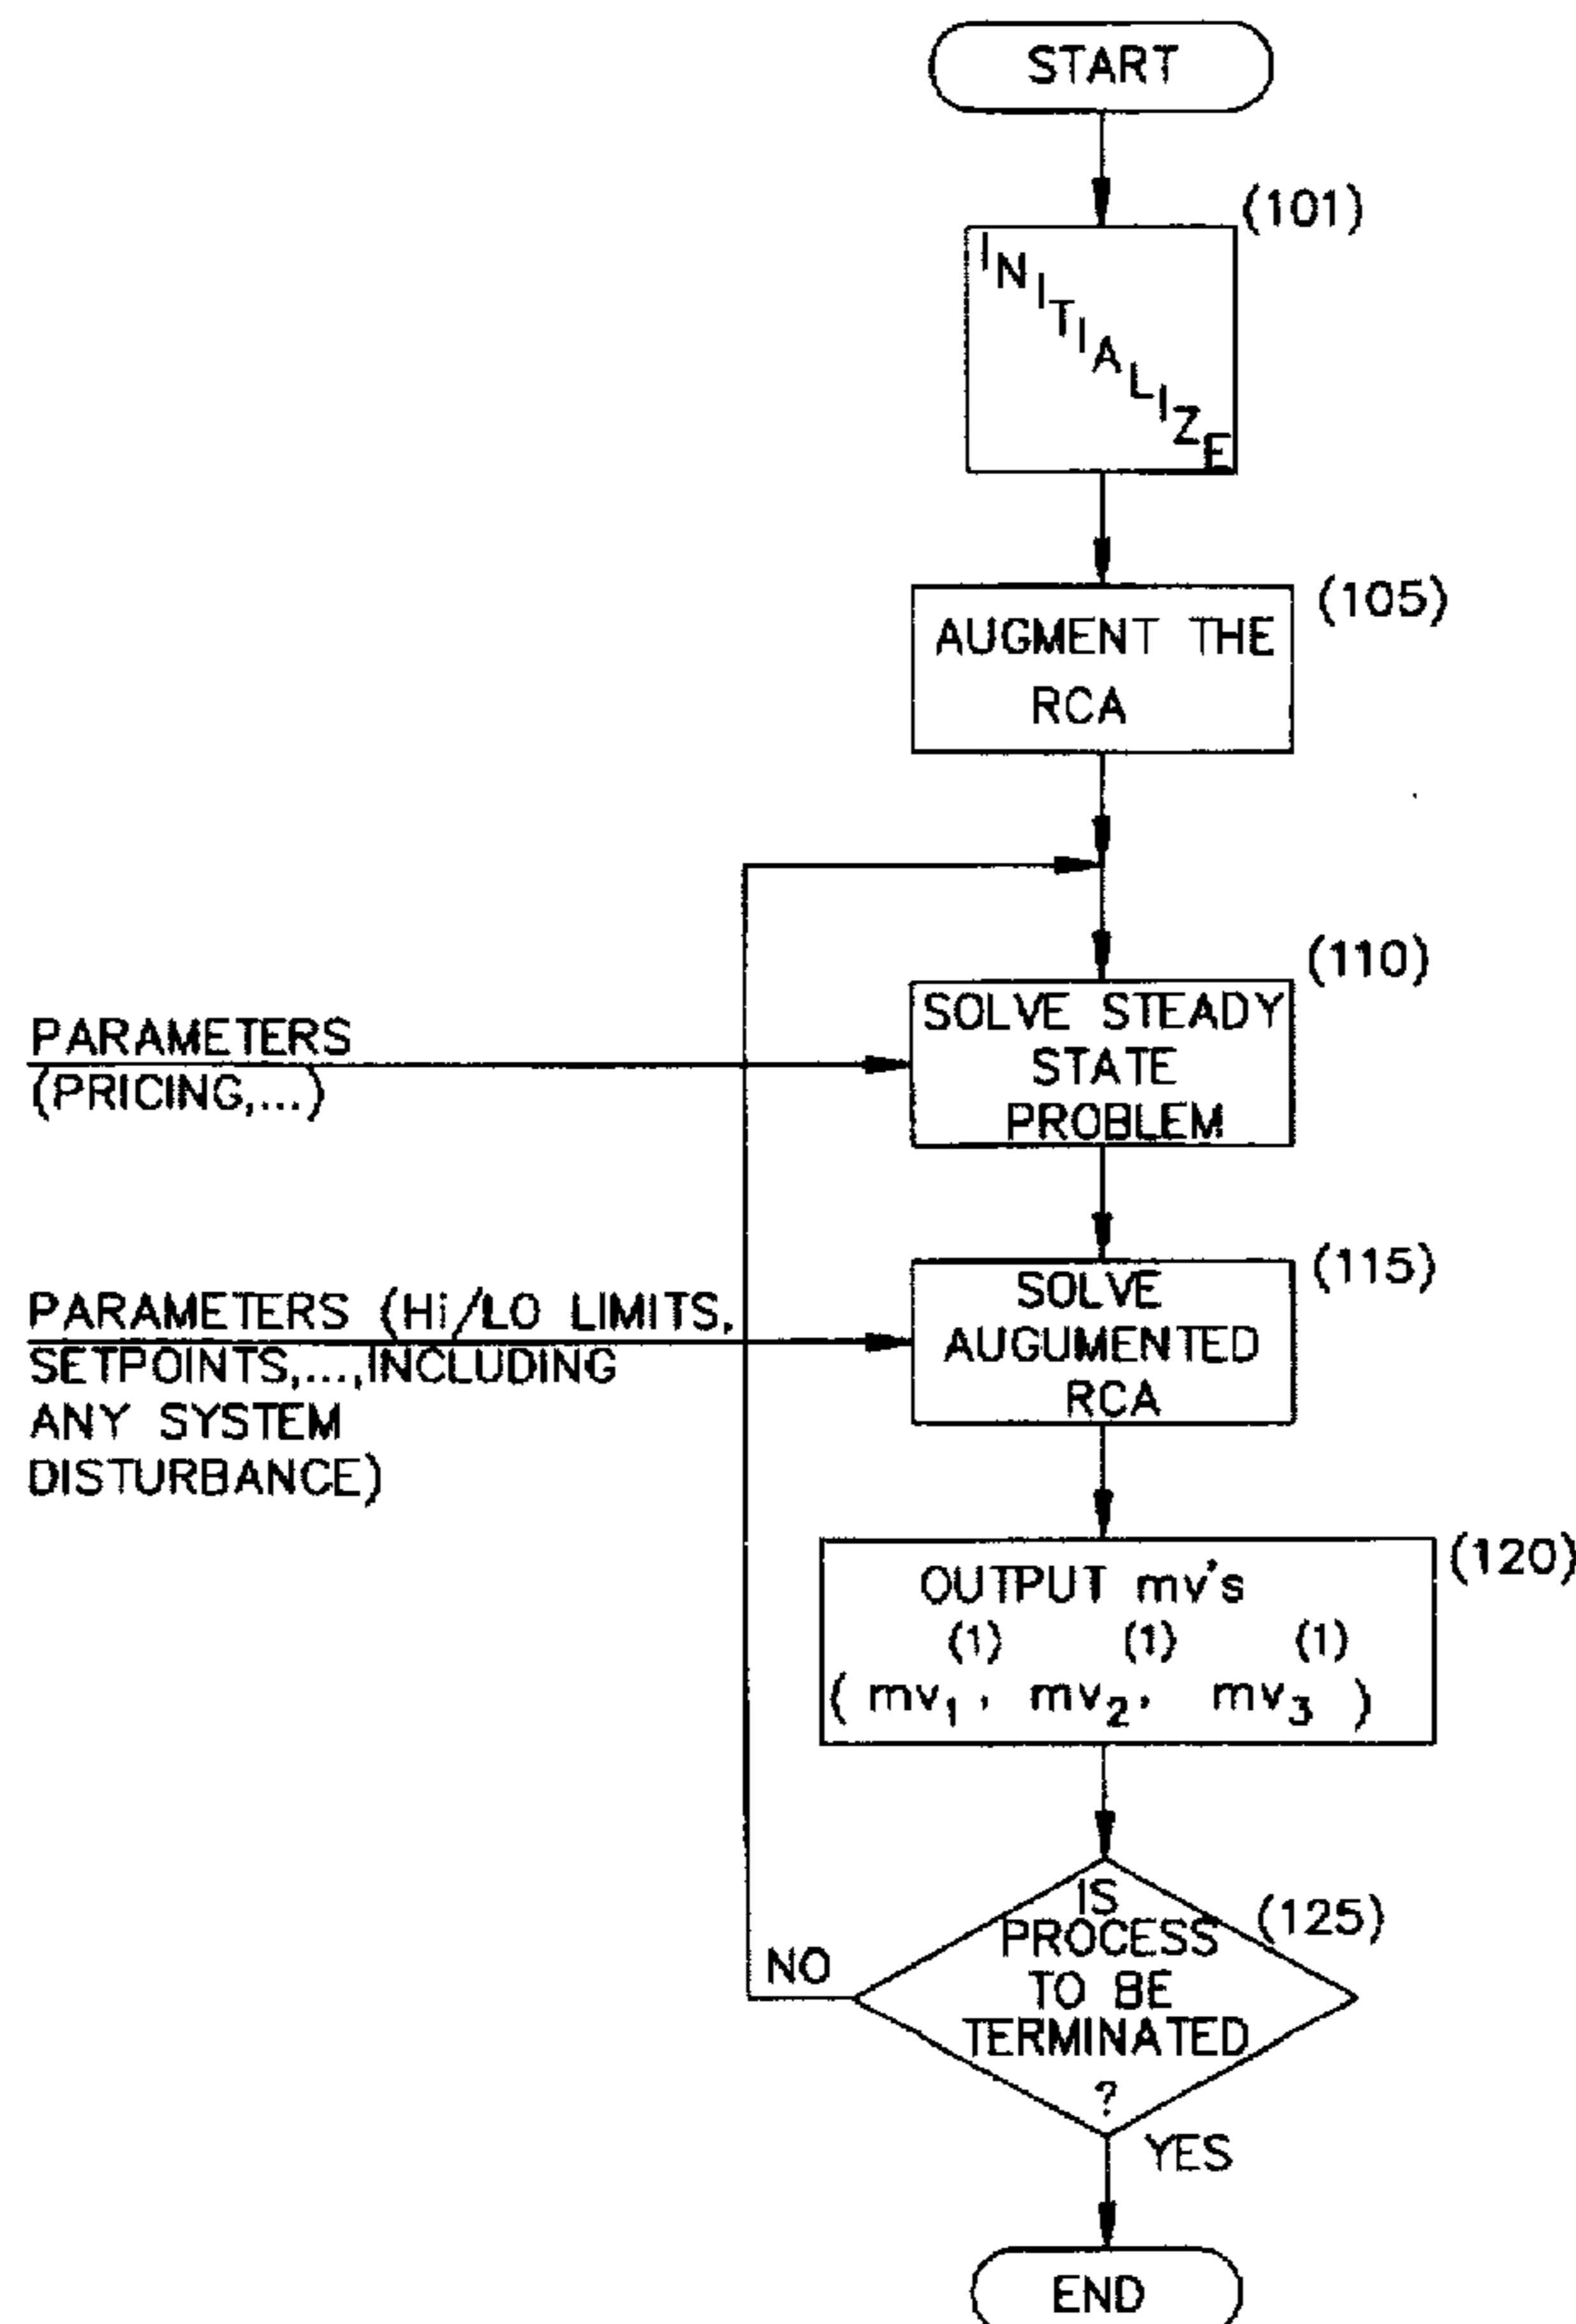 START
(101)
INITIALIZE
(105)
AUGMENT THE
RCA
(110)
SOLVE STEADY
STATE
PROBLEM
PARAMETERS
(PRICING,...)
(115)
SOLVE
AUGUMENTED
RCA
PARAMETERS (Hi/LO LIMITS,
SETPOINTS,...,INCLUDING
ANY SYSTEM
DISTURBANCE)
(120)
OUTPUT mv's
(1) (1) (1)
( mv1, mv2, mv3 )
(125)
IS
PROCESS
TO BE
TERMINATED
?
NO
YES
END